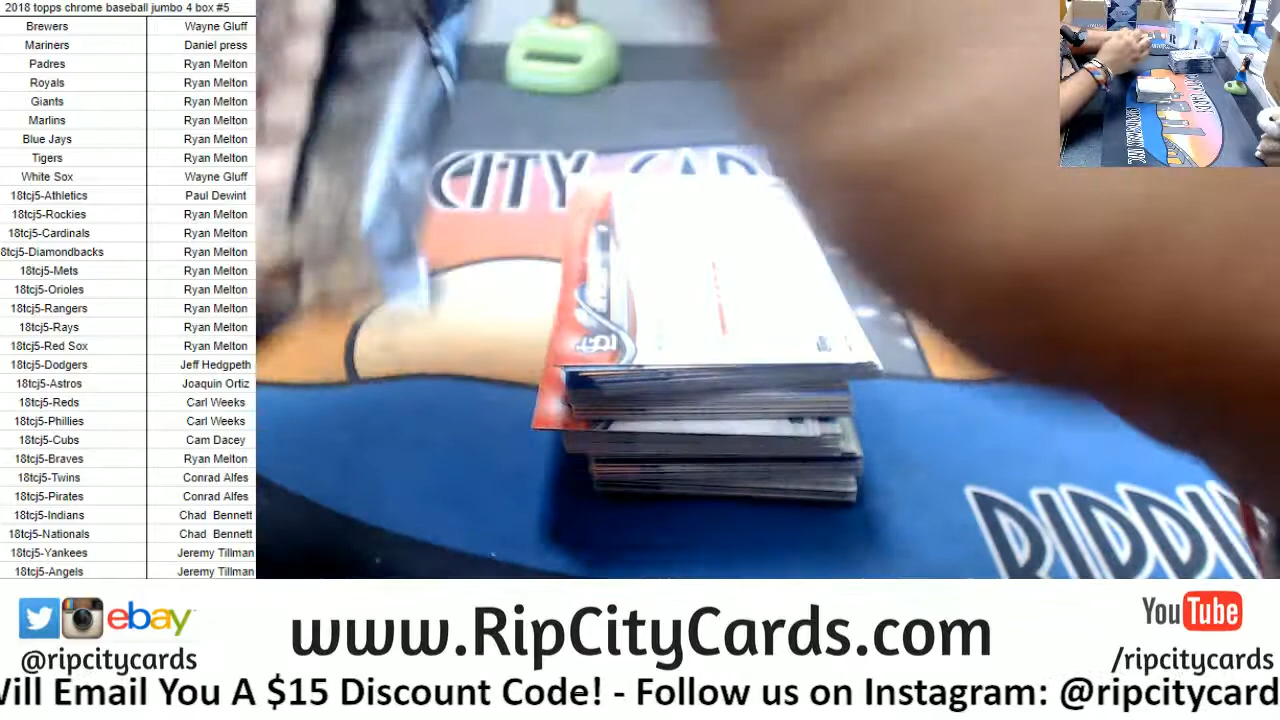 2018 topps chrome baseball jumbo 4 box #5
Brewers Wayne Gluff
Mariners Daniel press
Padres Ryan Melton
Royals Ryan Melton
Giants Ryan Melton
Marlins Ryan Melton
Blue Jays Ryan Melton
Tigers Ryan Melton
White Sox Wayne Gluff
18tcj5-Athletics Paul Dewint
18tcj5-Rockies Ryan Melton
18tcj5-Cardinals Ryan Melton
8tcj5-Diamondbacks Ryan Melton
18tcj5-Mets Ryan Melton
18tcj5-Orioles Ryan Melton
18tcj5-Rangers Ryan Melton
18tcj5-Rays Ryan Melton
18tcj5-Red Sox Ryan Melton
18tcj5-Dodgers Jeff Hedgpeth
18tcj5-Astros Joaquin Ortiz
18tcj5-Reds Carl Weeks
18tcj5-Phillies Carl Weeks
18tcj5-Cubs Cam Dacey
18tcj5-Braves Ryan Melton
18tcj5-Twins Conrad Alfes
18tcj5-Pirates Conrad Alfes
18tcj5-Indians Chad Bennett
18tcj5-Nationals Chad Bennett
18tcj5-Yankees Jeremy Tillman
18tcj5-Angels Jeremy Tillman
CITY CAR
RIPPI
ebay
@ripcitycards
www.RipCityCards.com
YouTube
/ripcitycards
Will Email You A $15 Discount Code! - Follow us on Instagram: @ripcitycard